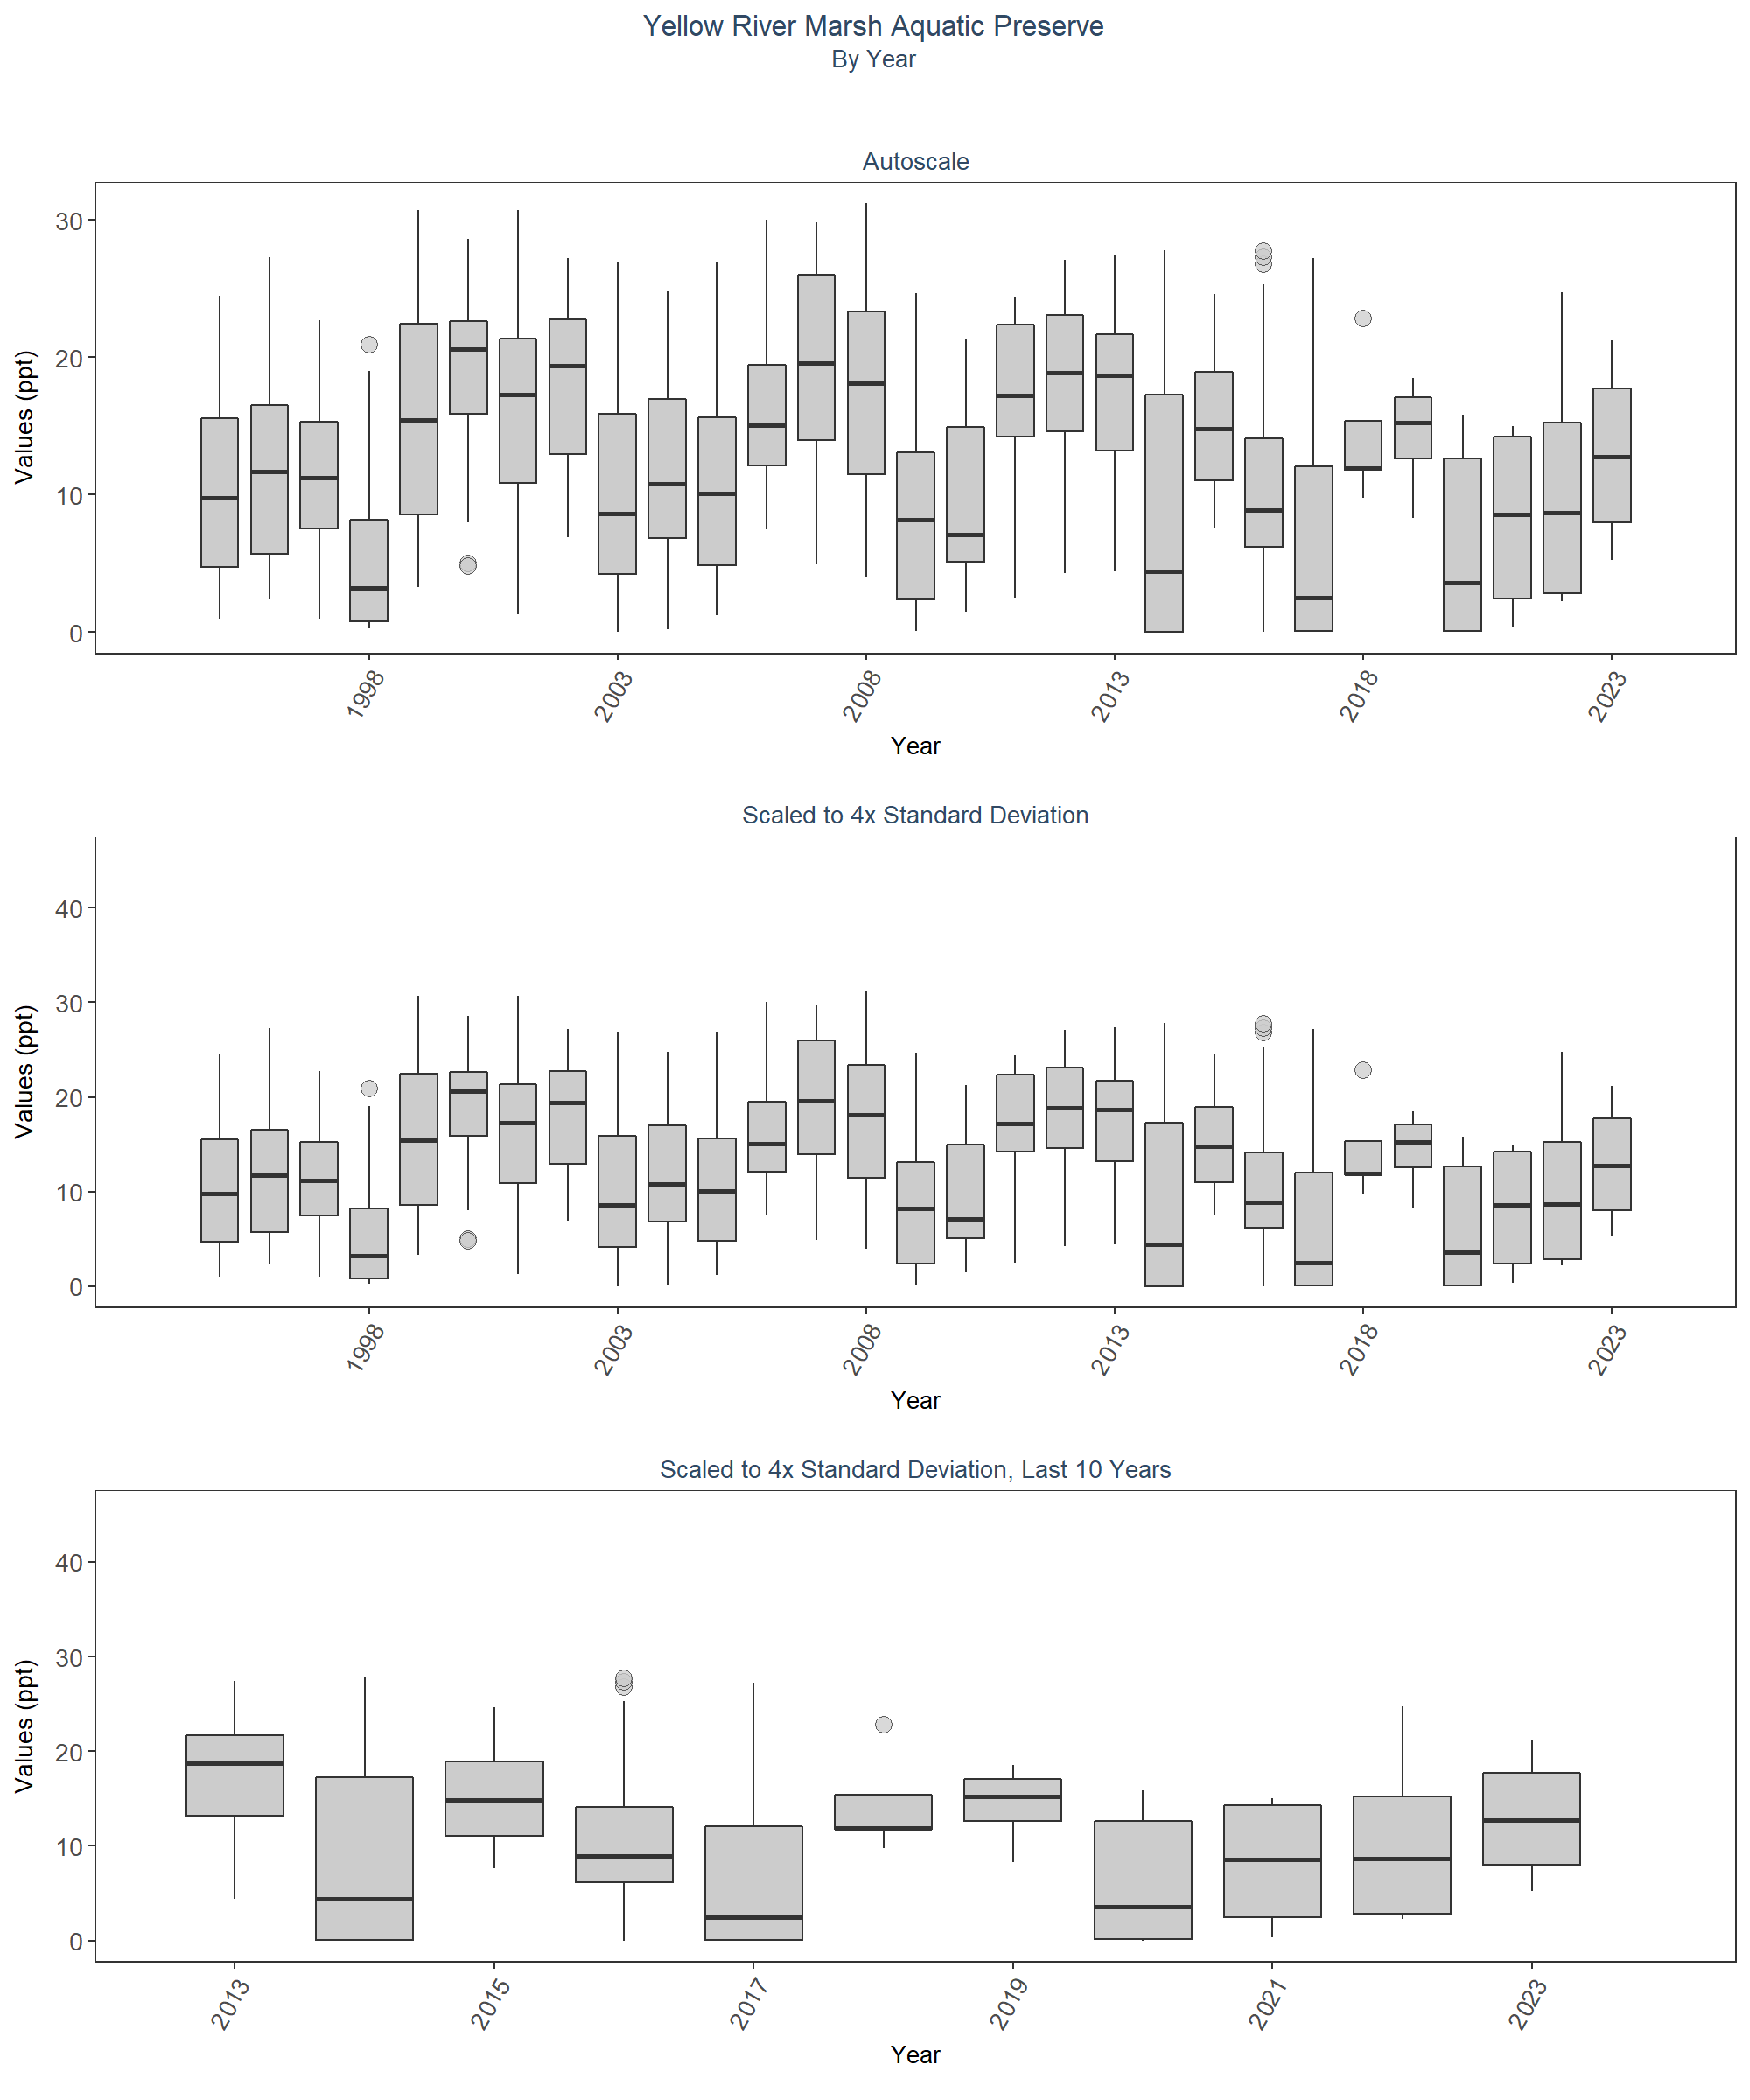 Yellow River Marsh Aquatic Preserve
By Year
Autoscale
30
20
10
0
Values (ppt)
1998 2003 2008 2013 2018 2023
Year
Scaled to 4x Standard Deviation
40
30
20
10
0
Values (ppt)
1998 2003 2008 2013 2018 2023
Year
Scaled to 4x Standard Deviation, Last 10 Years
40
30
20
10
0
Values (ppt)
2013 2015 2017 2019 2021 2023
Year